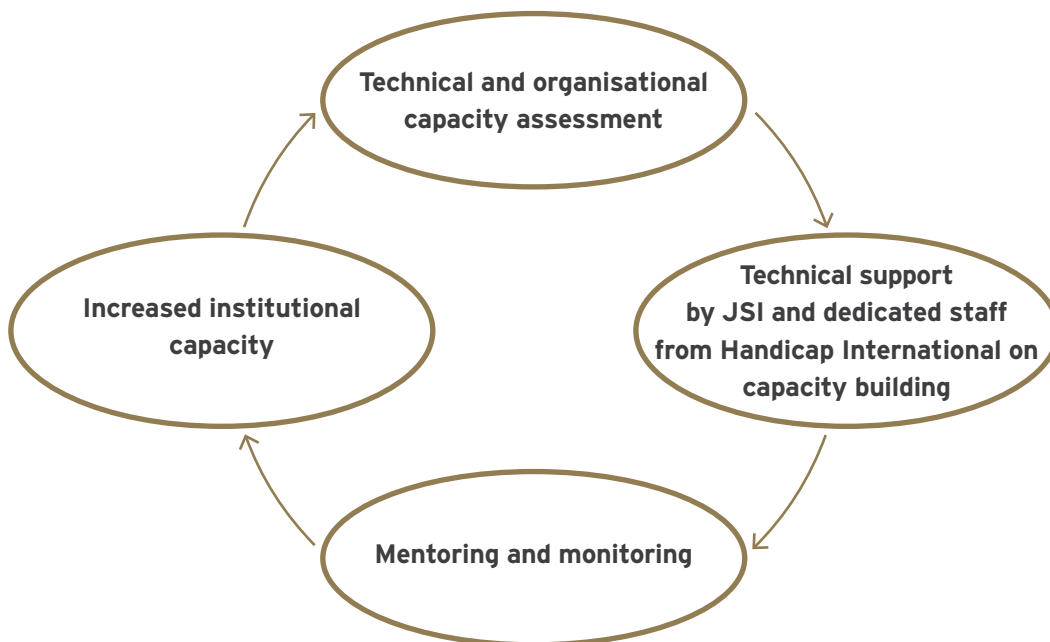 Technical and organisational
capacity assessment
Technical support
by JSI and dedicated staff
from Handicap International on
capacity building
Mentoring and monitoring
Increased institutional
capacity